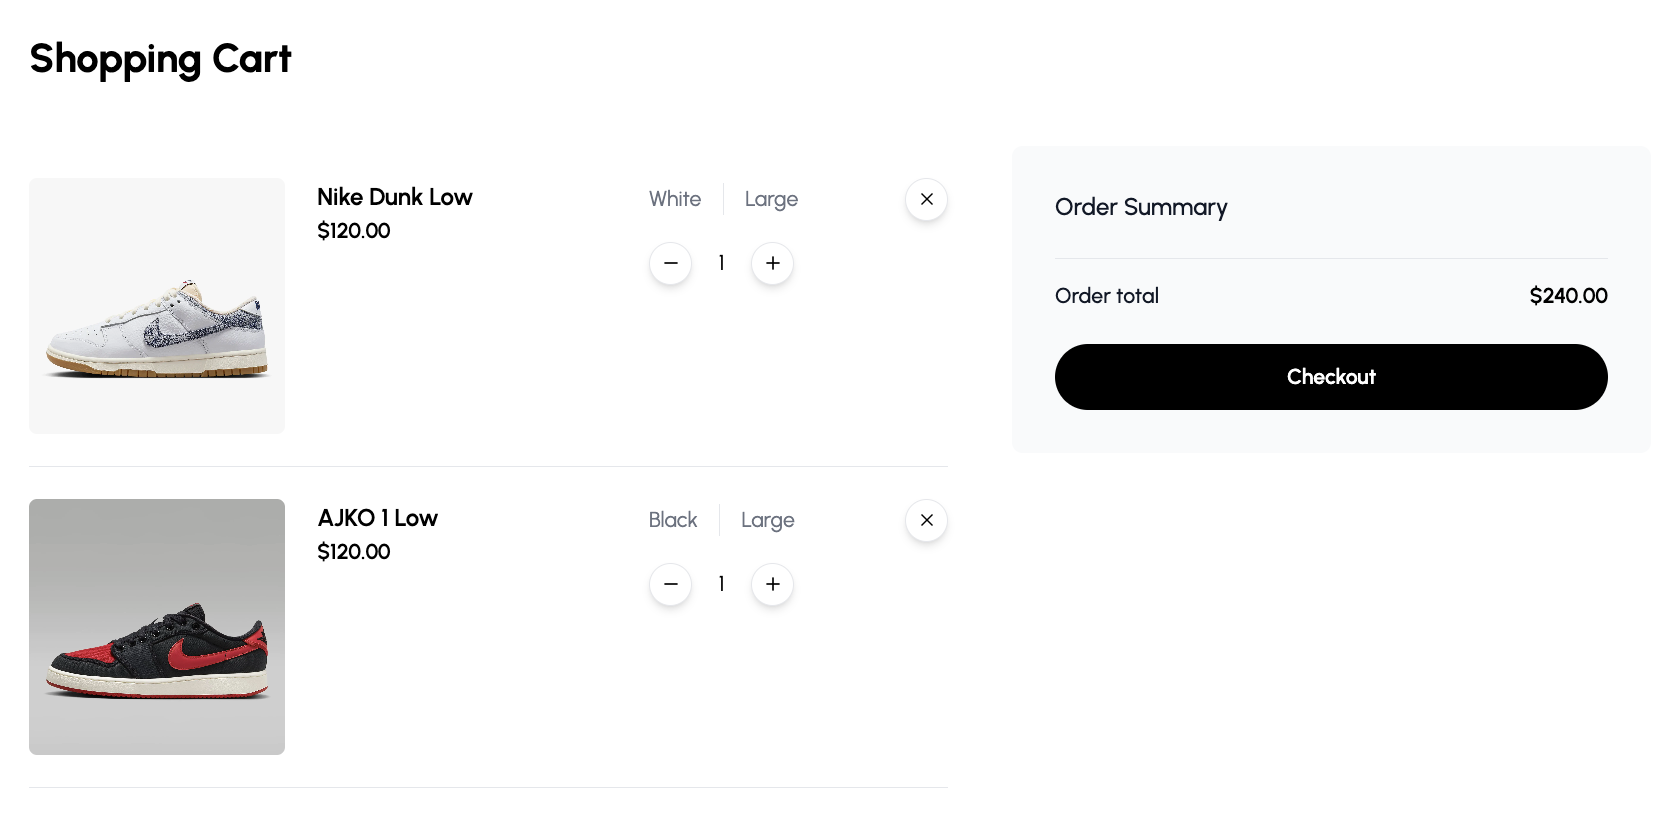 Shopping Cart
Nike Dunk Low
$120.00
White
Large
1
AJKO 1 Low
$120.00
Black
Large
1
Order Summary
Order total
$240.00
Checkout